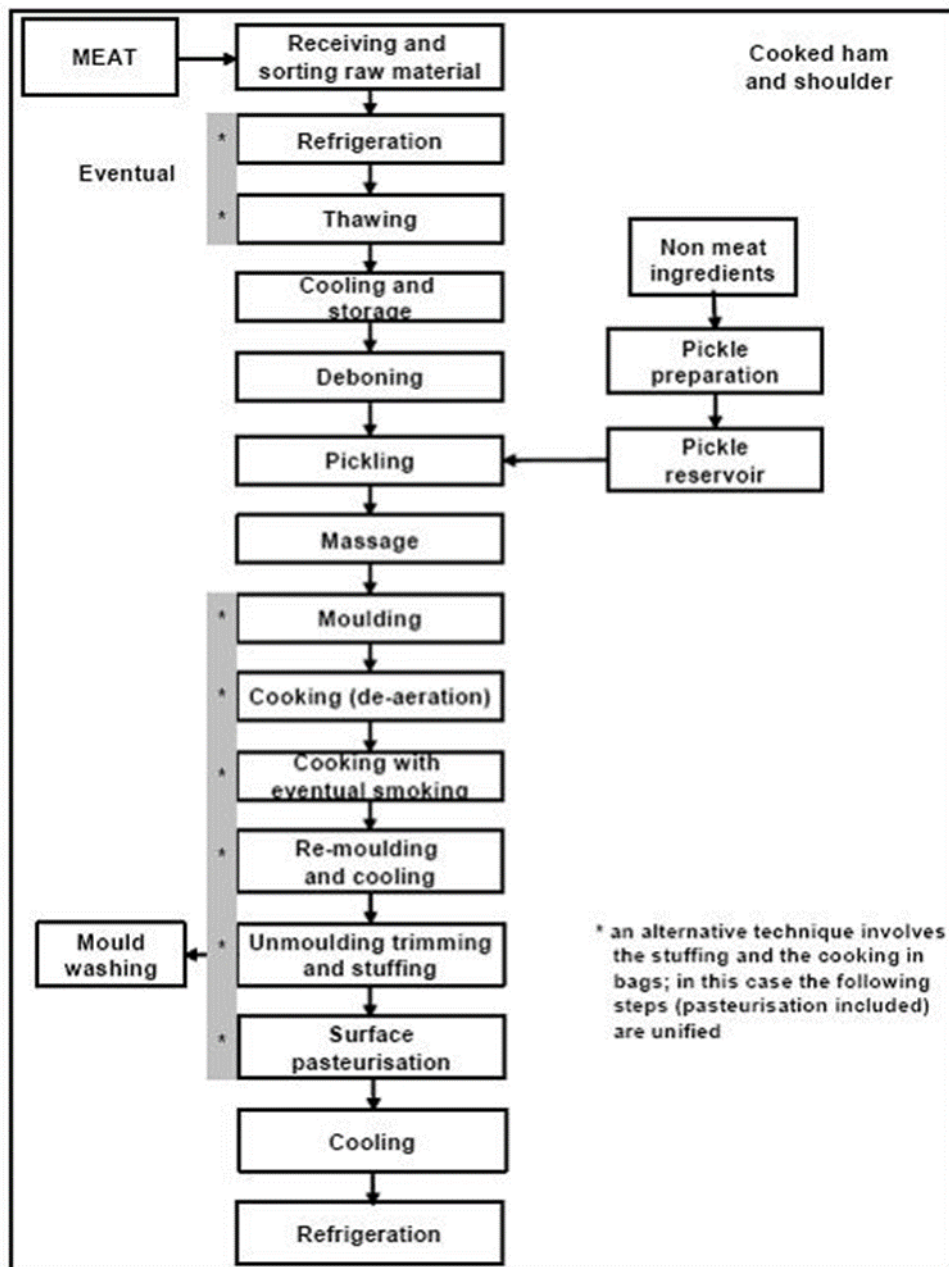 MEAT
Receiving and
sorting raw material
Cooked ham
and shoulder
*
Refrigeration
Eventual
*
Thawing
Non meat
ingredients
Cooling and
storage
Pickle
preparation
Deboning
Pickling
Pickle
reservoir
Massage
*
Moulding
*
Cooking (de-aeration)
*
Cooking with
eventual smoking
*
Re-moulding
and cooling
Mould
washing
*
Unmoulding trimming
and stuffing
* an alternative technique involves
the stuffing and the cooking in
bags; in this case the following
steps (pasteurisation included)
are unified
*
Surface
pasteurisation
Cooling
Refrigeration